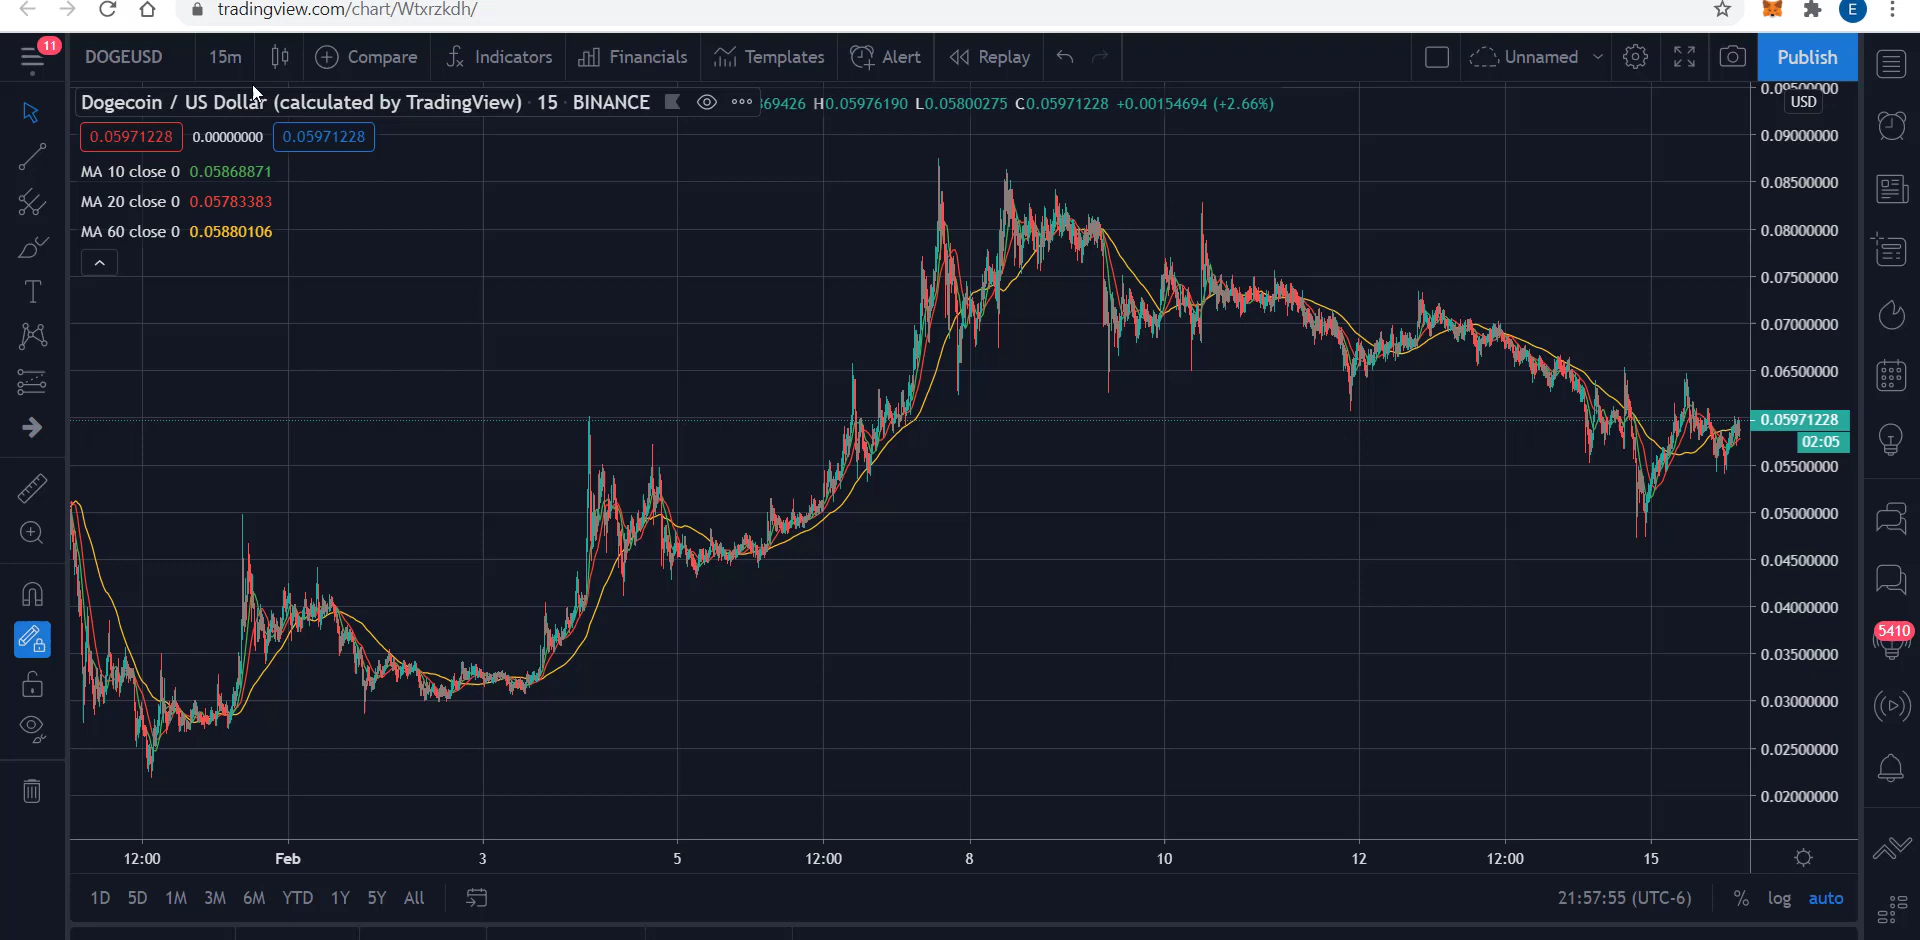 tradingview.com/chart/Wtxrzkdh/
E
11
DOGEUSD 15m Compare Indicators Financials Templates Alert Replay Unnamed Publish
Dogecoin / US Dollar (calculated by TradingView) 15 BINANCE ••• 369426 H0.05976190 L0.05800275 C0.05971228 +0.00154694 (+2.66%)
0.05971228 0.00000000 0.05971228
MA 10 close 0 0.05868871
MA 20 close 0 0.05783383
MA 60 close 0 0.05880106
0.09500000
USD
0.09000000
0.08500000
0.08000000
0.07500000
0.07000000
0.06500000
0.05971228
02:05
0.05500000
0.05000000
0.04500000
0.04000000
0.03500000
0.03000000
0.02500000
0.02000000
5410
12:00 Feb 3 5 12:00 8 10 12 12:00 15
1D 5D 1M 3M 6M YTD 1Y 5Y All 21:57:55 (UTC-6) % log auto